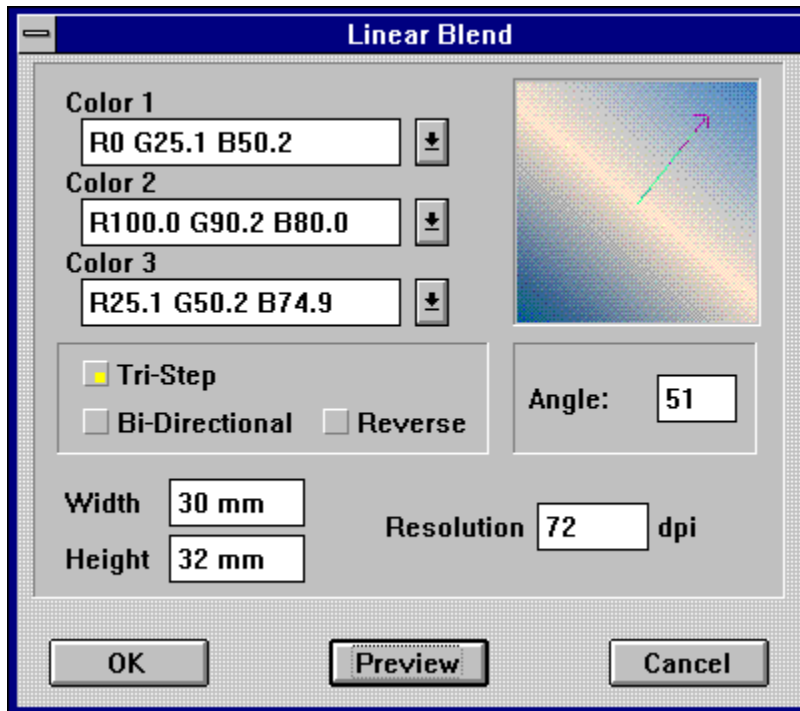 Linear Blend
Color 1
R0 G25.1 B50.2
Color 2
R100.0 G90.2 B80.0
Color 3
R25.1 G50.2 B74.9
Tri-Step
Bi-Directional Reverse
Angle: 51
Width 30 mm
Height 32 mm
Resolution 72 dpi
OK Preview Cancel